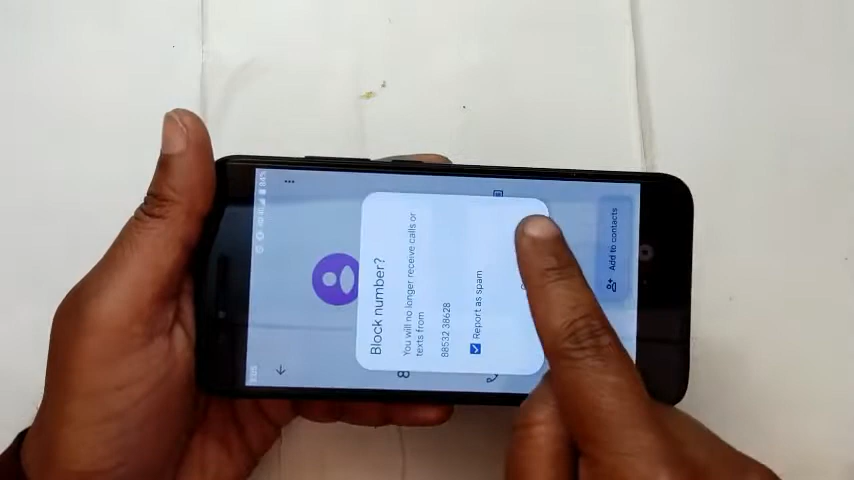 Block number?
You will no longer receive calls or
texts from
88532 38628
Report as spam
Add to contacts